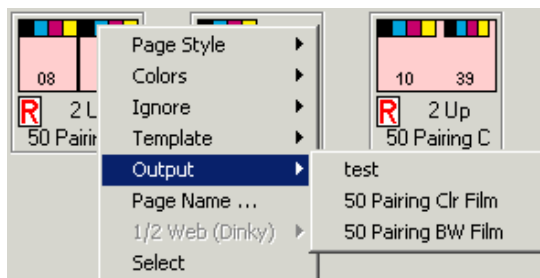 08
R 2 U
50 Pairin
10 39
R 2 Up
50 Pairing C
Page Style
Colors
Ignore
Template
Output
Page Name ...
1/2 Web (Dinky)
Select
test
50 Pairing Clr Film
50 Pairing BW Film